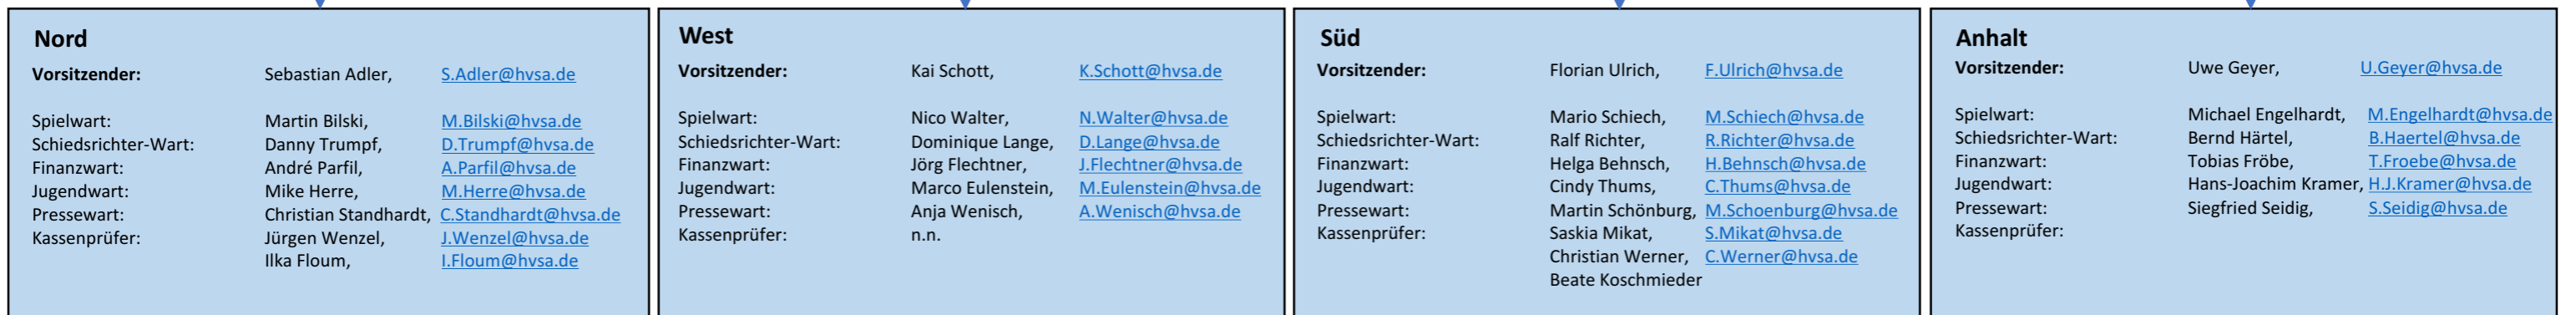 Nord
Vorsitzender: Sebastian Adler, S.Adler@hvsa.de
Spielwart: Martin Bilski, M.Bilski@hvsa.de
Schiedsrichter-Wart: Danny Trumpf, D.Trumpf@hvsa.de
Finanzwart: André Parfil, A.Parfil@hvsa.de
Jugendwart: Mike Herre, M.Herre@hvsa.de
Pressewart: Christian Standhardt, C.Standhardt@hvsa.de
Kassenprüfer: Jürgen Wenzel, J.Wenzel@hvsa.de
Ilka Floum, I.Floum@hvsa.de
West
Vorsitzender: Kai Schott, K.Schott@hvsa.de
Spielwart: Nico Walter, N.Walter@hvsa.de
Schiedsrichter-Wart: Dominique Lange, D.Lange@hvsa.de
Finanzwart: Jörg Flechtner, J.Flechtner@hvsa.de
Jugendwart: Marco Eulenstein, M.Eulenstein@hvsa.de
Pressewart: Anja Wenisch, A.Wenisch@hvsa.de
Kassenprüfer: n.n.
Süd
Vorsitzender: Florian Ulrich, F.Ulrich@hvsa.de
Spielwart: Mario Schiech, M.Schiech@hvsa.de
Schiedsrichter-Wart: Ralf Richter, R.Richter@hvsa.de
Finanzwart: Helga Behnsch, H.Behnsch@hvsa.de
Jugendwart: Cindy Thums, C.Thums@hvsa.de
Pressewart: Martin Schönburg, M.Schoenburg@hvsa.de
Kassenprüfer: Saskia Mikat, S.Mikat@hvsa.de
Christian Werner, C.Werner@hvsa.de
Beate Koschmieder
Anhalt
Vorsitzender: Uwe Geyer, U.Geyer@hvsa.de
Spielwart: Michael Engelhardt, M.Engelhardt@hvsa.de
Schiedsrichter-Wart: Bernd Härtel, B.Haertel@hvsa.de
Finanzwart: Tobias Fröbe, T.Froebe@hvsa.de
Jugendwart: Hans-Joachim Kramer, H.J.Kramer@hvsa.de
Pressewart: Siegfried Seidig, S.Seidig@hvsa.de
Kassenprüfer: